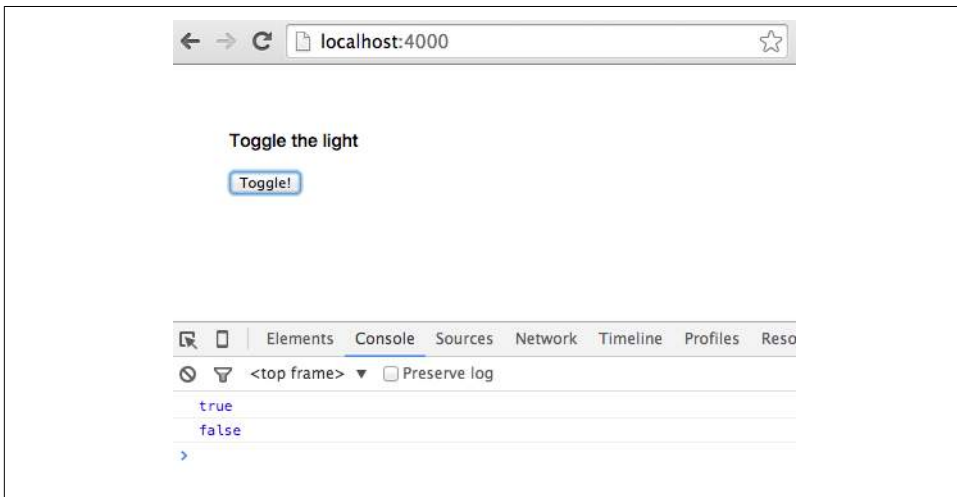 localhost:4000
Toggle the light
Toggle!
Elements Console Sources Network Timeline Profiles Reso
<top frame> ▼ Preserve log
true
false
>